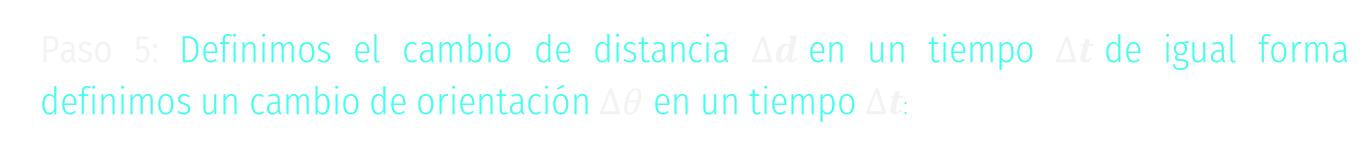 Paso 5: Definimos el cambio de distancia Δd en un tiempo Δt de igual forma
definimos un cambio de orientación Δθ en un tiempo Δt: